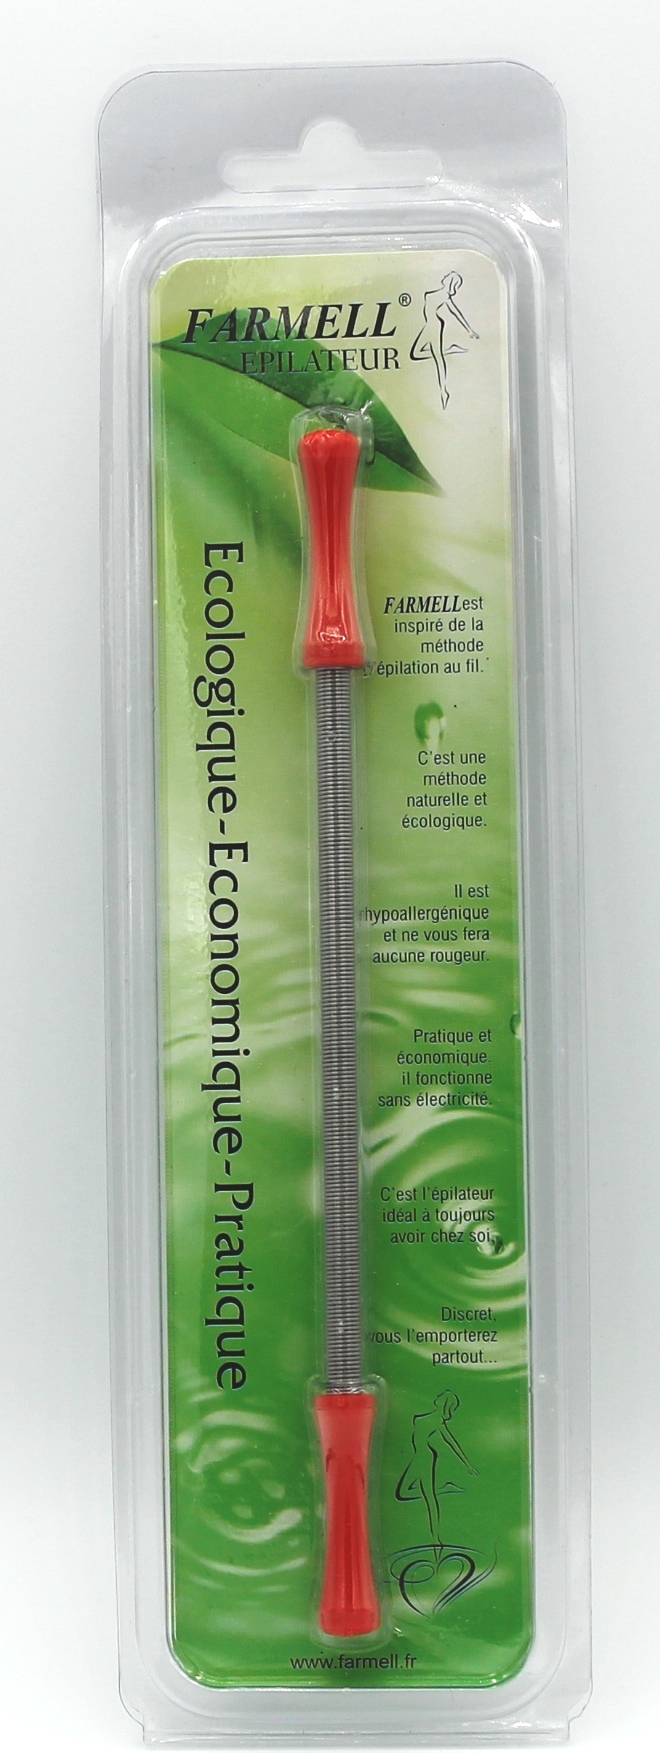 FARMELL®
EPILATEUR
Ecologique-Economique-Pratique
FARMELL est
inspiré de la
méthode
l'épilation au fil.
C'est une
méthode
naturelle et
écologique.
Il est
hypoallergénique
et ne vous fera
aucune rougeur.
Pratique et
économique.
il fonctionne
sans électricité.
C'est l'épilateur
idéal à toujours
avoir chez soi,
Discret,
vous l'emporterez
partout...
www.farmell.fr